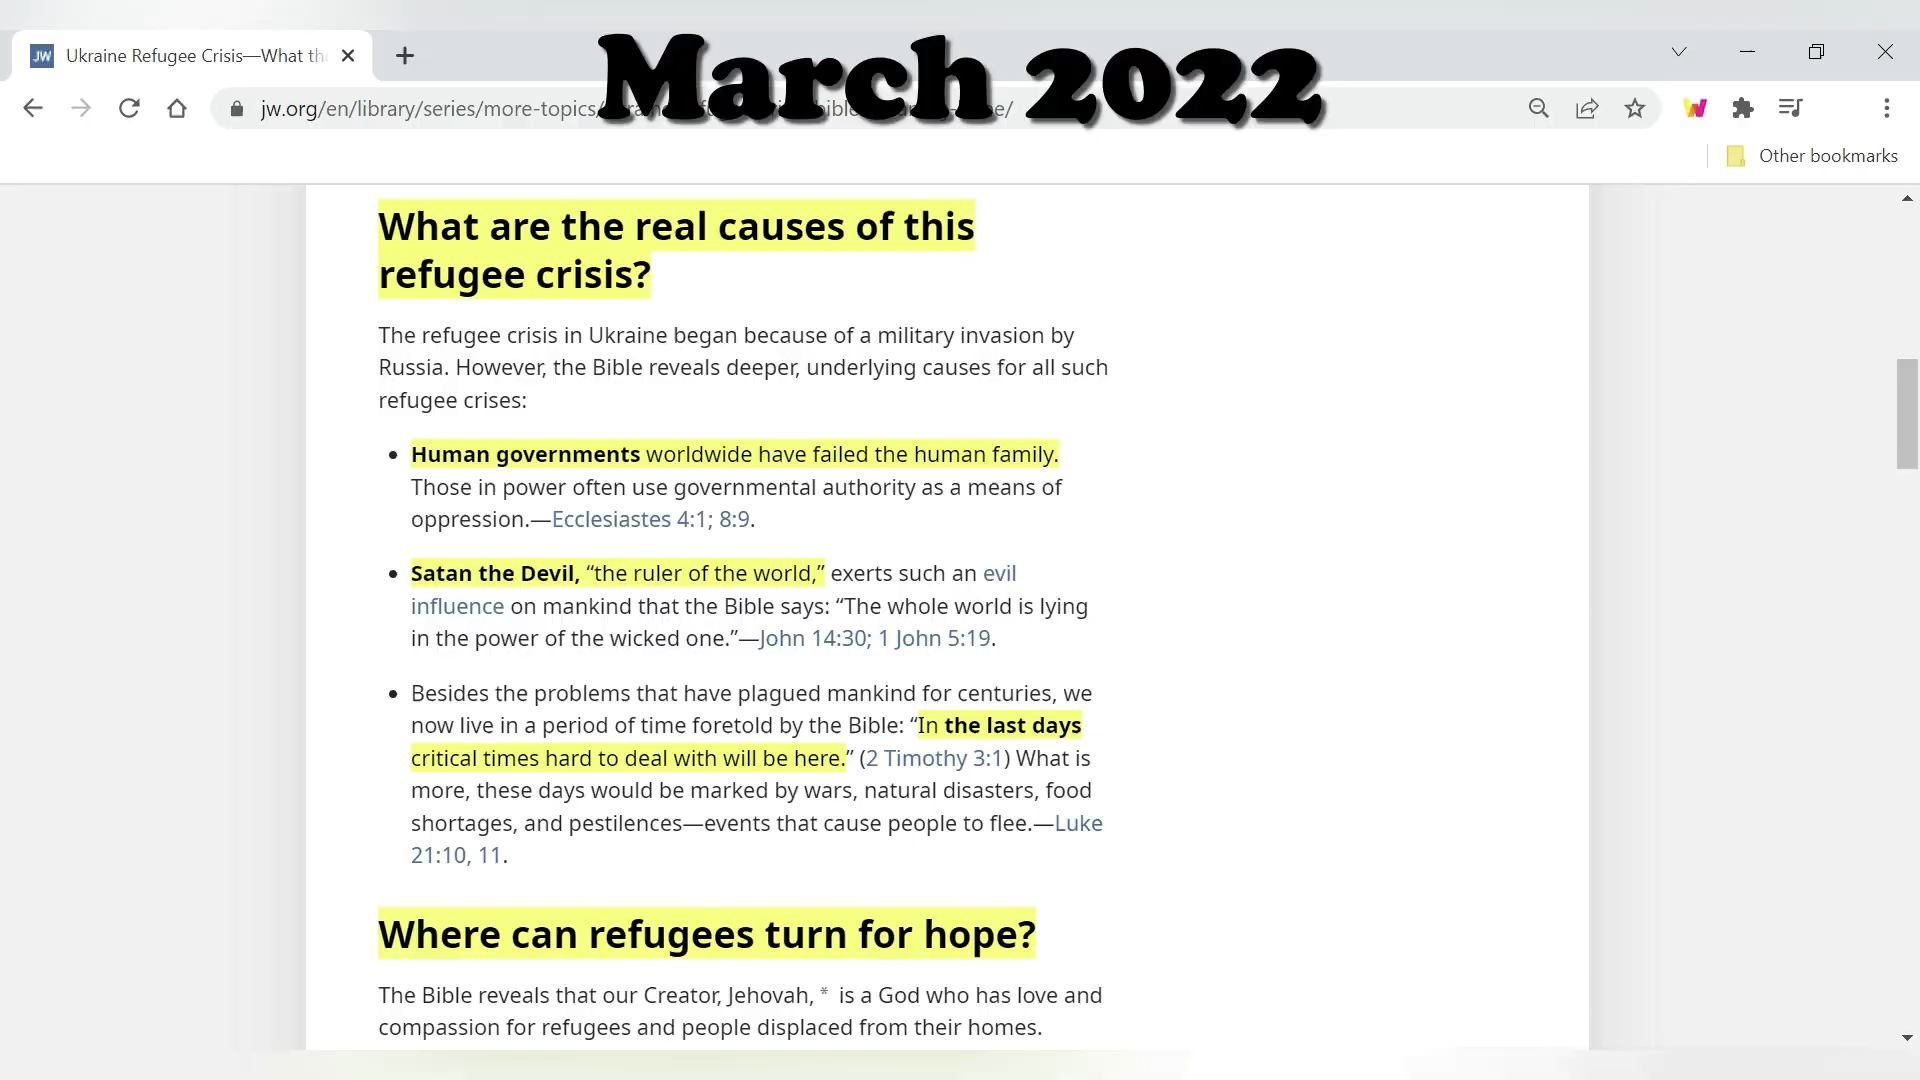 March 2022
Ukraine Refugee Crisis—What th
jw.org/en/library/series/more-topics/
Other bookmarks
What are the real causes of this
refugee crisis?
The refugee crisis in Ukraine began because of a military invasion by
Russia. However, the Bible reveals deeper, underlying causes for all such
refugee crises:
• Human governments worldwide have failed the human family.
Those in power often use governmental authority as a means of
oppression.—Ecclesiastes 4:1; 8:9.
• Satan the Devil, “the ruler of the world,” exerts such an evil
influence on mankind that the Bible says: “The whole world is lying
in the power of the wicked one.”—John 14:30; 1 John 5:19.
• Besides the problems that have plagued mankind for centuries, we
now live in a period of time foretold by the Bible: “In the last days
critical times hard to deal with will be here.” (2 Timothy 3:1) What is
more, these days would be marked by wars, natural disasters, food
shortages, and pestilences—events that cause people to flee.—Luke
21:10, 11.
Where can refugees turn for hope?
The Bible reveals that our Creator, Jehovah, * is a God who has love and
compassion for refugees and people displaced from their homes.